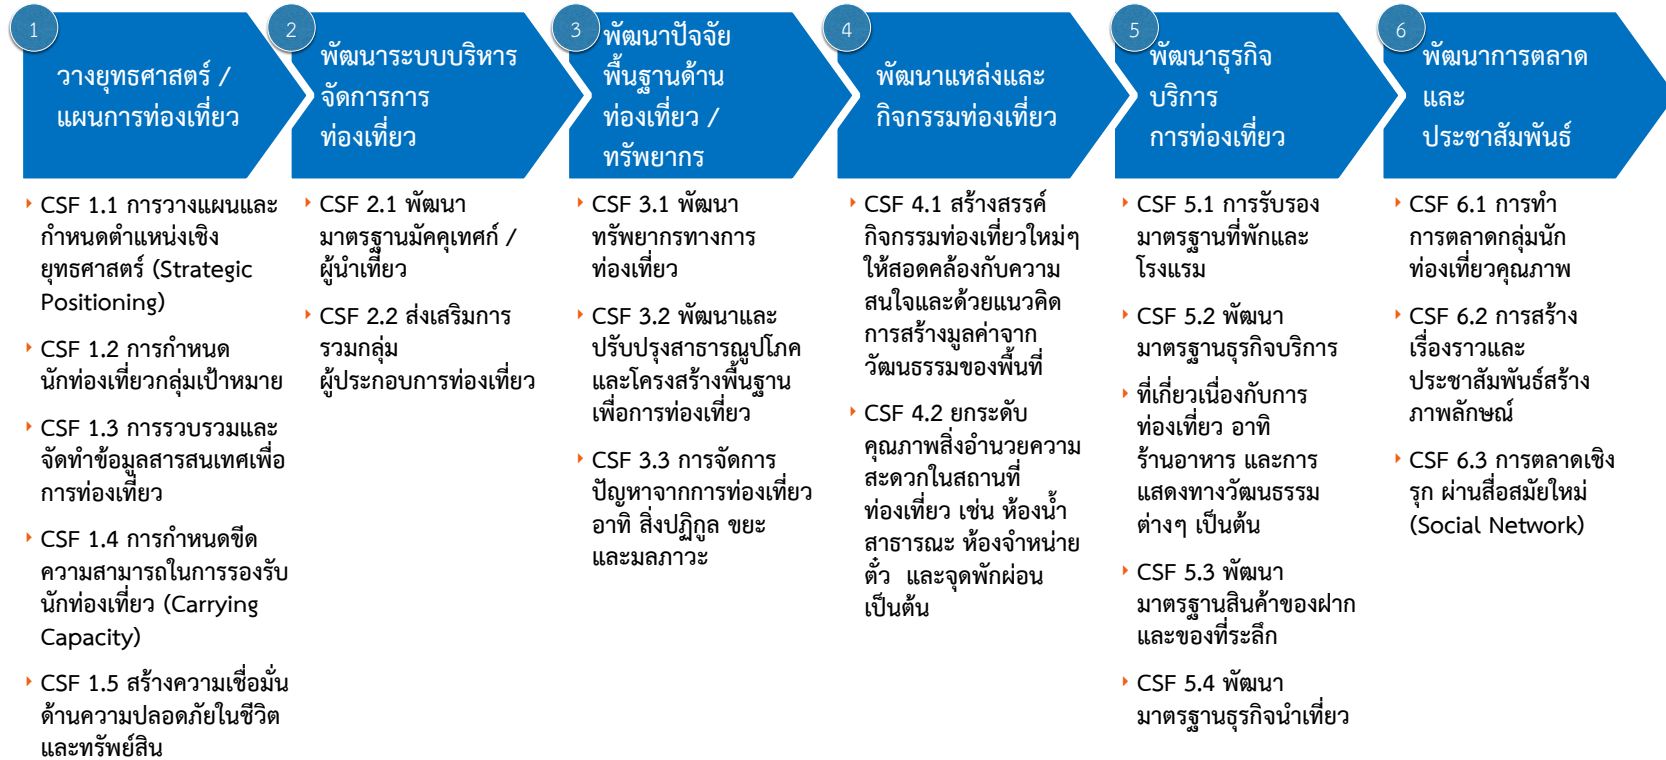 1
วางยุทธศาสตร์ /
แผนการท่องเที่ยว
CSF 1.1 การวางแผนและ
กำหนดตำแหน่งเชิง
ยุทธศาสตร์ (Strategic
Positioning)
CSF 1.2 การกำหนด
นักท่องเที่ยวกลุ่มเป้าหมาย
CSF 1.3 การรวบรวมและ
จัดทำข้อมูลสารสนเทศเพื่อ
การท่องเที่ยว
CSF 1.4 การกำหนดขีด
ความสามารถในการรองรับ
นักท่องเที่ยว (Carrying
Capacity)
CSF 1.5 สร้างความเชื่อมั่น
ด้านความปลอดภัยในชีวิต
และทรัพย์สิน
2
พัฒนาระบบบริหาร
จัดการการ
ท่องเที่ยว
CSF 2.1 พัฒนา
มาตรฐานมัคคุเทศก์ /
ผู้นำเที่ยว
CSF 2.2 ส่งเสริมการ
รวมกลุ่ม
ผู้ประกอบการท่องเที่ยว
3
พัฒนาปัจจัย
พื้นฐานด้าน
ท่องเที่ยว /
ทรัพยากร
CSF 3.1 พัฒนา
ทรัพยากรทางการ
ท่องเที่ยว
CSF 3.2 พัฒนาและ
ปรับปรุงสาธารณูปโภค
และโครงสร้างพื้นฐาน
เพื่อการท่องเที่ยว
CSF 3.3 การจัดการ
ปัญหาจากการท่องเที่ยว
อาทิ สิ่งปฏิกูล ขยะ
และมลภาวะ
4
พัฒนาแหล่งและ
กิจกรรมท่องเที่ยว
CSF 4.1 สร้างสรรค์
กิจกรรมท่องเที่ยวใหม่ๆ
ให้สอดคล้องกับความ
สนใจและด้วยแนวคิด
การสร้างมูลค่าจาก
วัฒนธรรมของพื้นที่
CSF 4.2 ยกระดับ
คุณภาพสิ่งอำนวยความ
สะดวกในสถานที่
ท่องเที่ยว เช่น ห้องน้ำ
สาธารณะ ห้องจำหน่าย
ตั๋ว และจุดพักผ่อน
เป็นต้น
5
พัฒนาธุรกิจ
บริการ
การท่องเที่ยว
CSF 5.1 การรับรอง
มาตรฐานที่พักและ
โรงแรม
CSF 5.2 พัฒนา
มาตรฐานธุรกิจบริการ
ที่เกี่ยวเนื่องกับการ
ท่องเที่ยว อาทิ
ร้านอาหาร และการ
แสดงทางวัฒนธรรม
ต่างๆ เป็นต้น
CSF 5.3 พัฒนา
มาตรฐานสินค้าของฝาก
และของที่ระลึก
CSF 5.4 พัฒนา
มาตรฐานธุรกิจนำเที่ยว
6
พัฒนาการตลาด
และ
ประชาสัมพันธ์
CSF 6.1 การทำ
การตลาดกลุ่มนัก
ท่องเที่ยวคุณภาพ
CSF 6.2 การสร้าง
เรื่องราวและ
ประชาสัมพันธ์สร้าง
ภาพลักษณ์
CSF 6.3 การตลาดเชิง
รุก ผ่านสื่อสมัยใหม่
(Social Network)